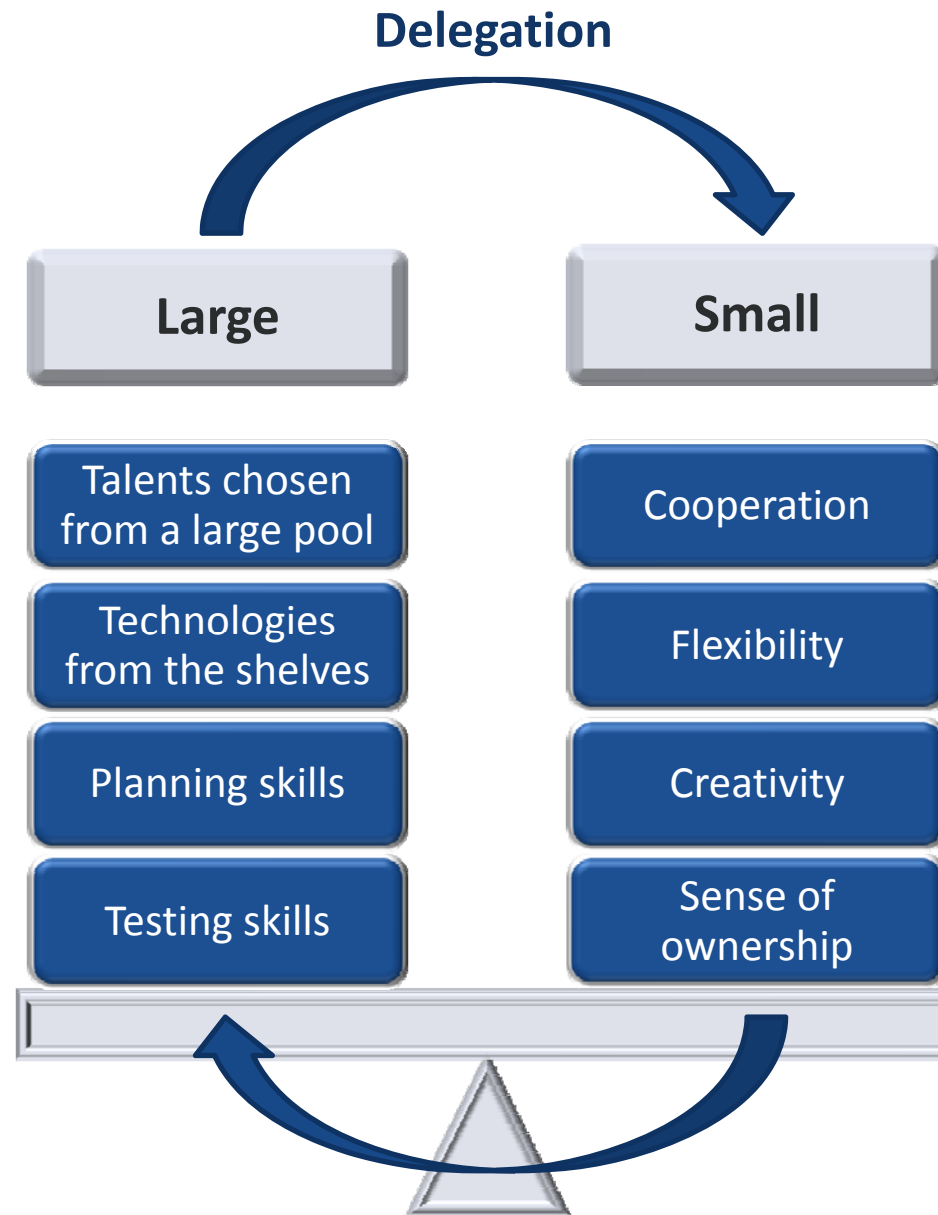 Delegation
Large
Small
Talents chosen
from a large pool
Cooperation
Technologies
from the shelves
Flexibility
Planning skills
Creativity
Testing skills
Sense of
ownership